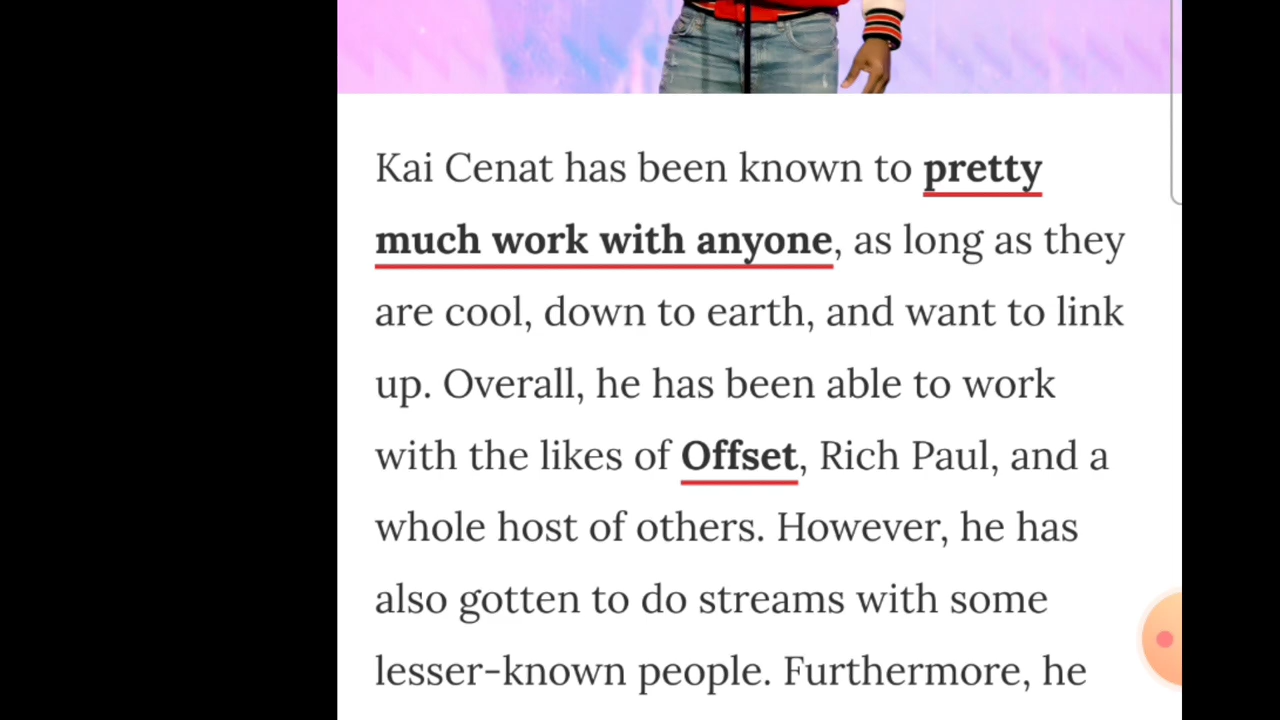 Kai Cenat has been known to pretty
much work with anyone, as long as they
are cool, down to earth, and want to link
up. Overall, he has been able to work
with the likes of Offset, Rich Paul, and a
whole host of others. However, he has
also gotten to do streams with some
lesser-known people. Furthermore, he